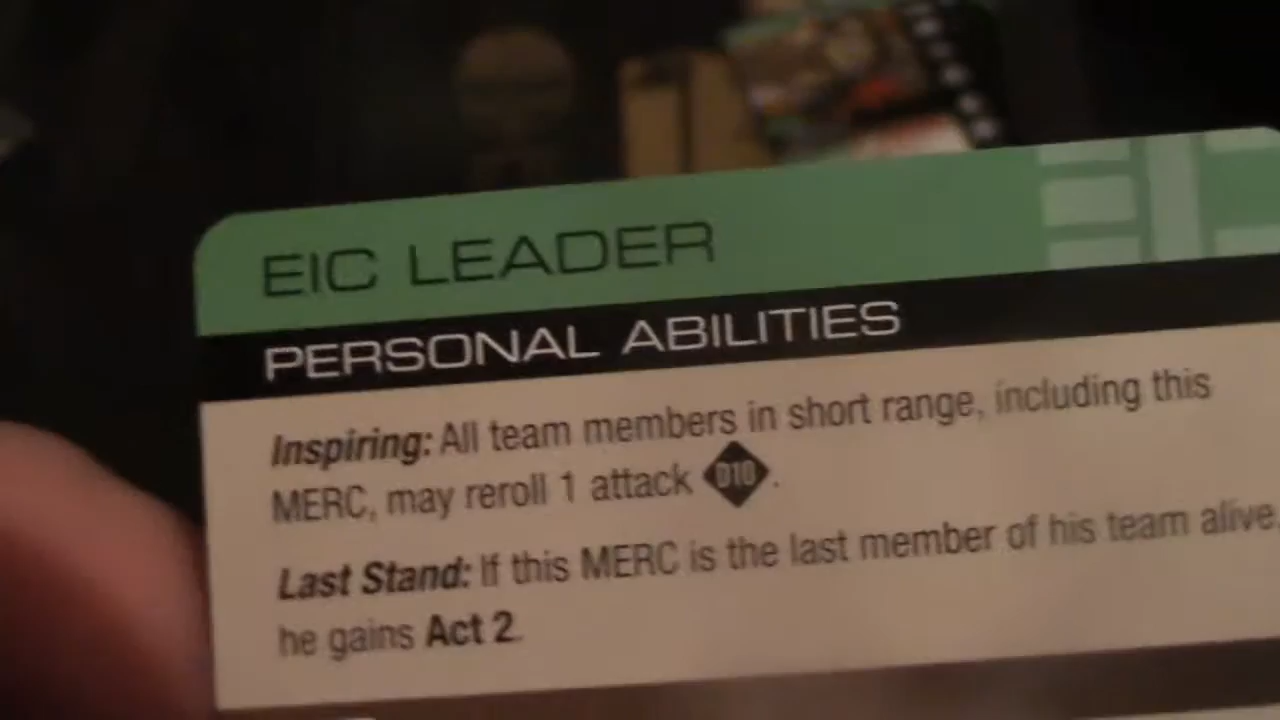 EIC LEADER
PERSONAL ABILITIES
Inspiring: All team members in short range, including this
MERC, may reroll 1 attack D10.
Last Stand: If this MERC is the last member of his team alive,
he gains Act 2.